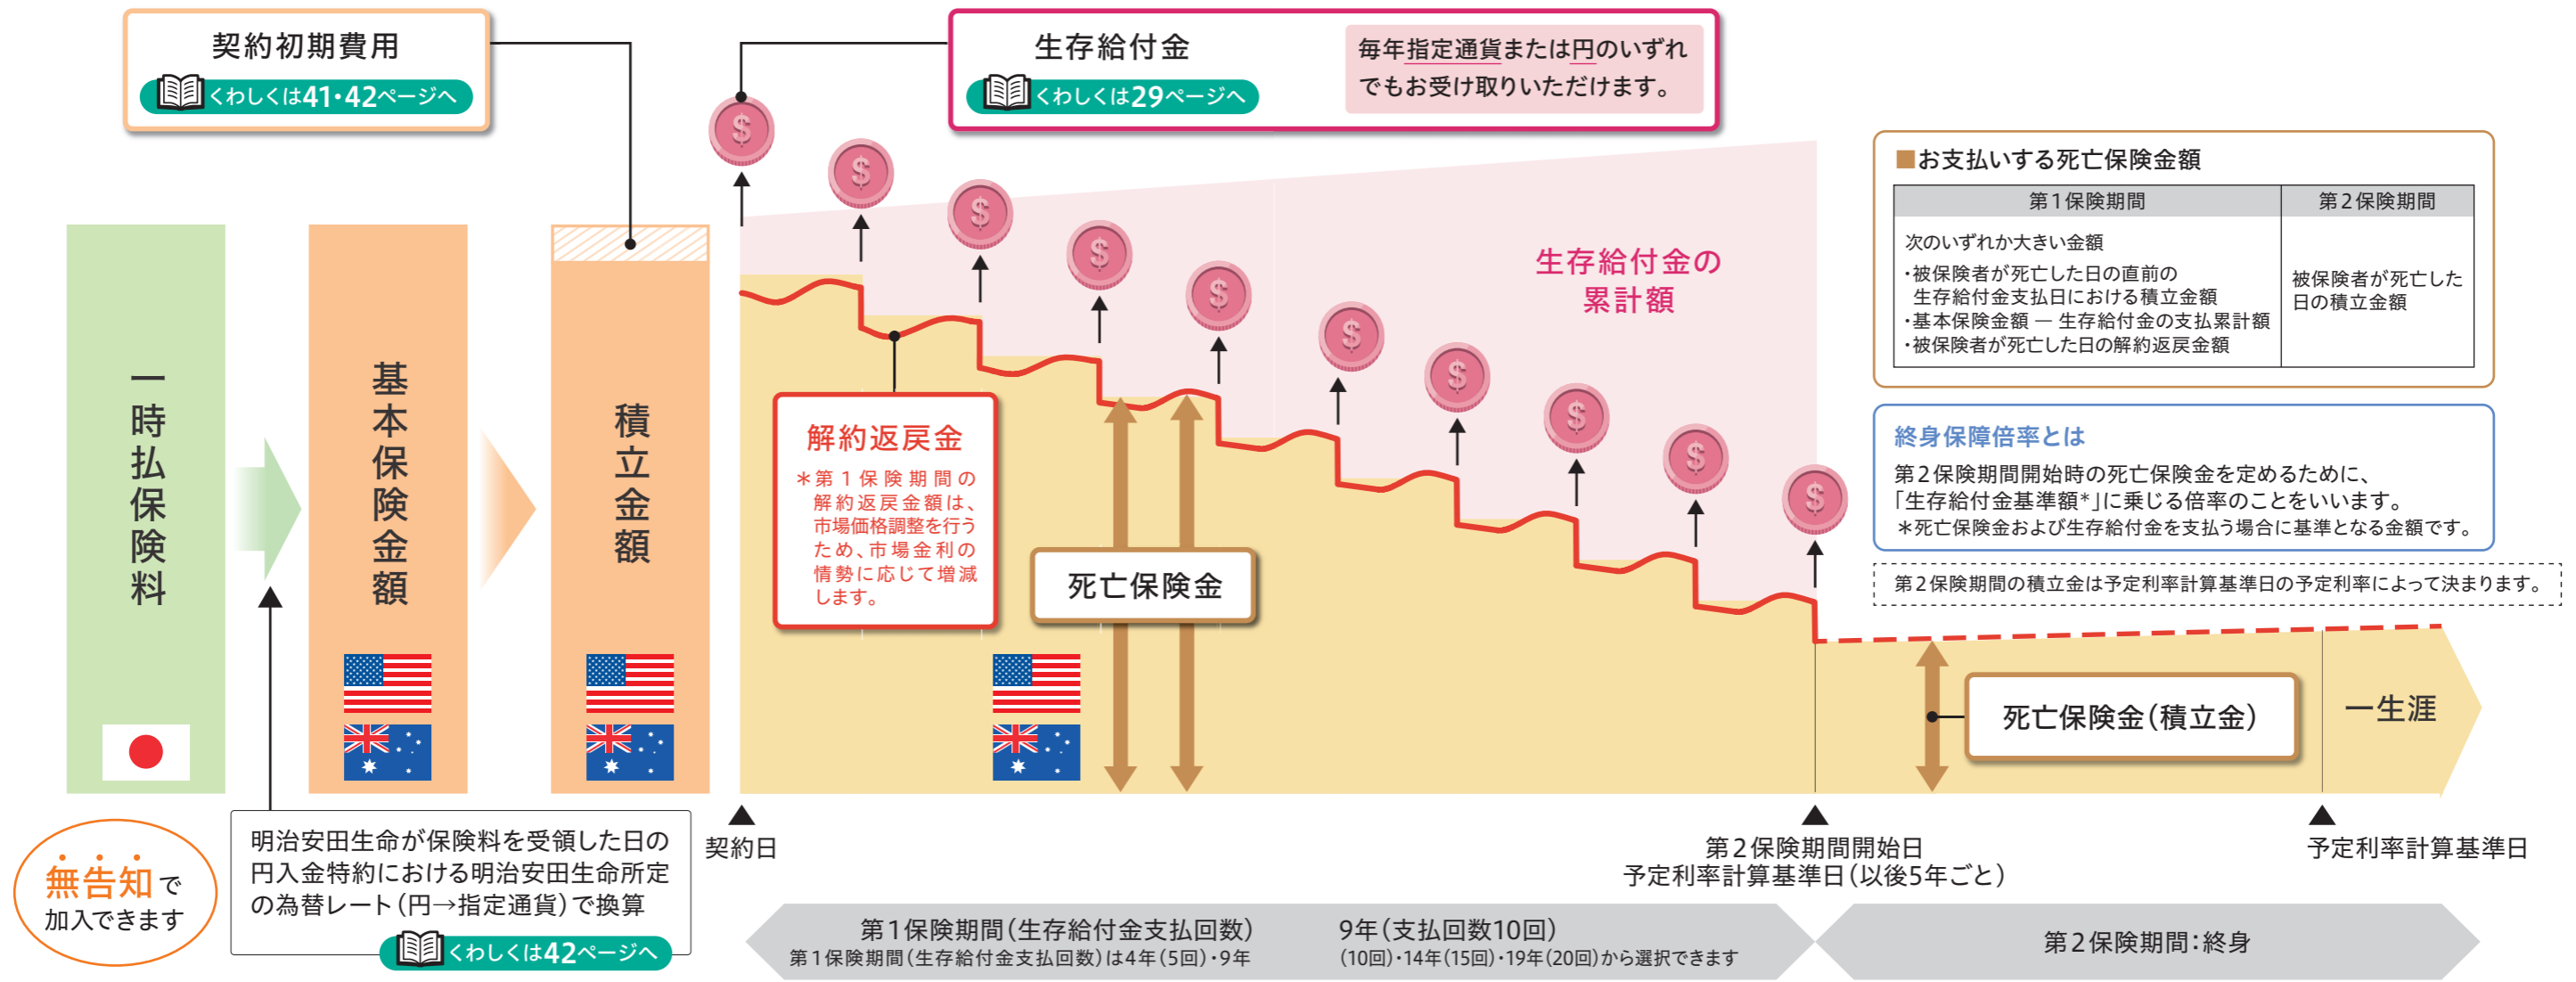 契約初期費用
くわしくは41・42ページへ
生存給付金
くわしくは29ページへ
毎年指定通貨または円のいずれ
でもお受け取りいただけます。
一時払保険料
基本保険金額
積立金額
生存給付金の
累計額
解約返戻金
＊第1保険期間の
解約返戻金額は、
市場価格調整を行う
ため、市場金利の
情勢に応じて増減
します。
死亡保険金
■お支払いする死亡保険金額
第1保険期間
第2保険期間
次のいずれか大きい金額
・被保険者が死亡した日の直前の
生存給付金支払日における積立金額
・基本保険金額 ― 生存給付金の支払累計額
・被保険者が死亡した日の解約返戻金額
被保険者が死亡した
日の積立金額
終身保障倍率とは
第2保険期間開始時の死亡保険金を定めるために、
「生存給付金基準額＊」に乗じる倍率のことをいいます。
＊死亡保険金および生存給付金を支払う場合に基準となる金額です。
第2保険期間の積立金は予定利率計算基準日の予定利率によって決まります。
死亡保険金(積立金)
一生涯
無告知で
加入できます
明治安田生命が保険料を受領した日の
円入金特約における明治安田生命所定
の為替レート(円→指定通貨)で換算
くわしくは42ページへ
契約日
第2保険期間開始日
予定利率計算基準日(以後5年ごと)
予定利率計算基準日
第1保険期間(生存給付金支払回数) 9年(支払回数10回)
第1保険期間(生存給付金支払回数)は4年(5回)・9年(10回)・14年(15回)・19年(20回)から選択できます
第2保険期間：終身